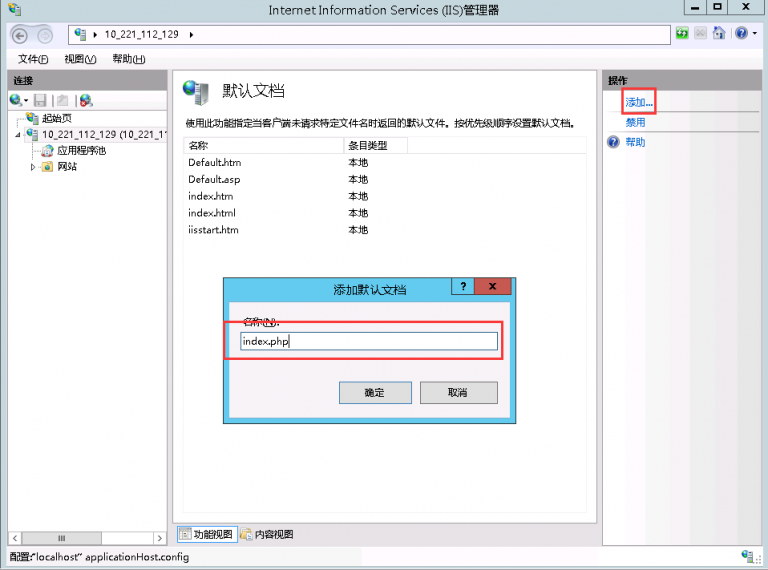 Internet Information Services (IIS)管理器
10_221_112_129
文件(F) 视图(V) 帮助(H)
连接
起始页
10_221_112_129 (10_221_11
应用程序池
网站
默认文档
使用此功能指定当客户端未请求特定文件名时返回的默认文件。按优先级顺序设置默认文档。
名称 条目类型
Default.htm 本地
Default.asp 本地
index.htm 本地
index.html 本地
iisstart.htm 本地
添加默认文档
? x
名称(N):
index.php
确定 取消
功能视图 内容视图
操作
添加...
禁用
帮助
配置:"localhost" applicationHost.config